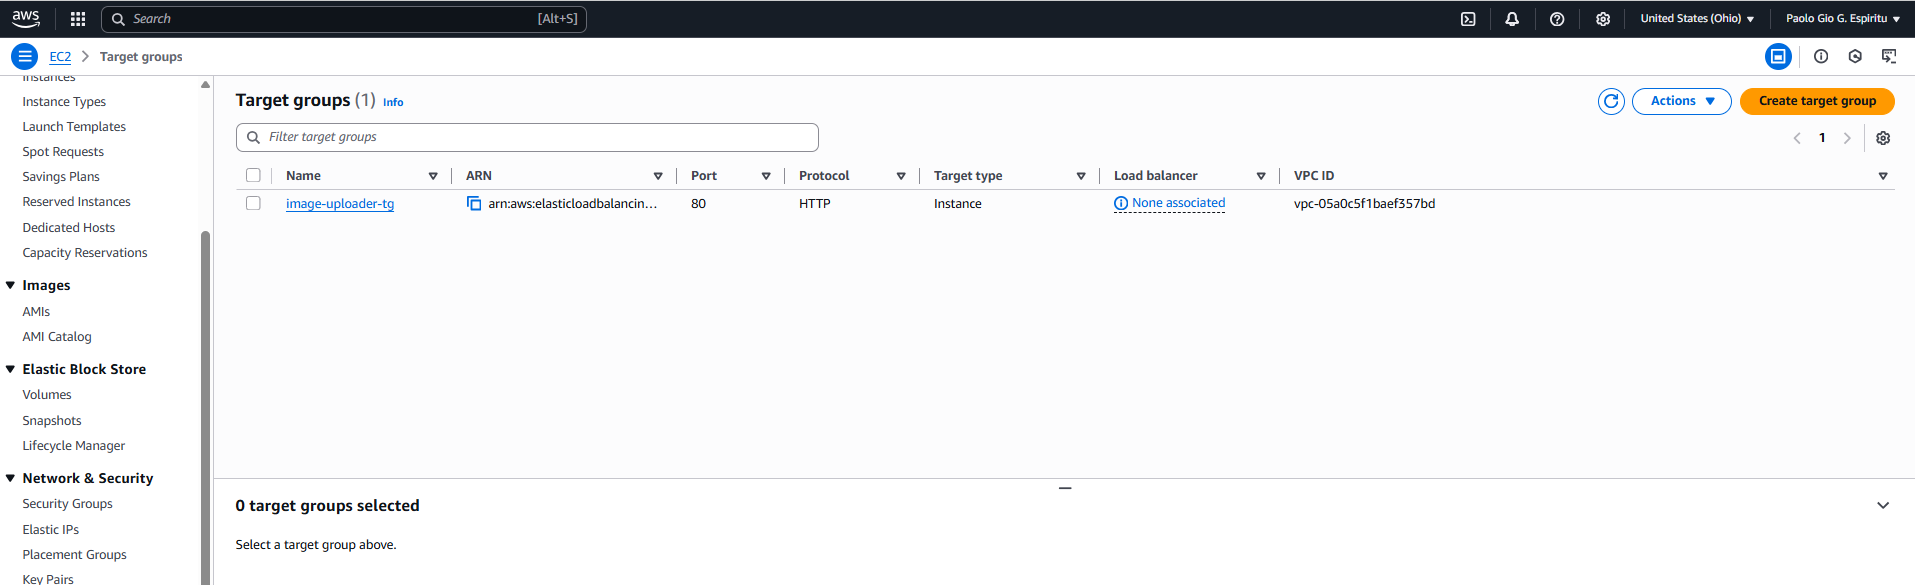 aws
Search [Alt+S]
United States (Ohio)
Paolo Gio G. Espiritu
EC2
Target groups
Instances
Instance Types
Launch Templates
Spot Requests
Savings Plans
Reserved Instances
Dedicated Hosts
Capacity Reservations
Images
AMIs
AMI Catalog
Elastic Block Store
Volumes
Snapshots
Lifecycle Manager
Network & Security
Security Groups
Elastic IPs
Placement Groups
Key Pairs
Target groups (1) Info
Actions
Create target group
Filter target groups
1
Name ARN Port Protocol Target type Load balancer VPC ID
image-uploader-tg arn:aws:elasticloadbalancin... 80 HTTP Instance None associated vpc-05a0c5f1baef357bd
0 target groups selected
Select a target group above.